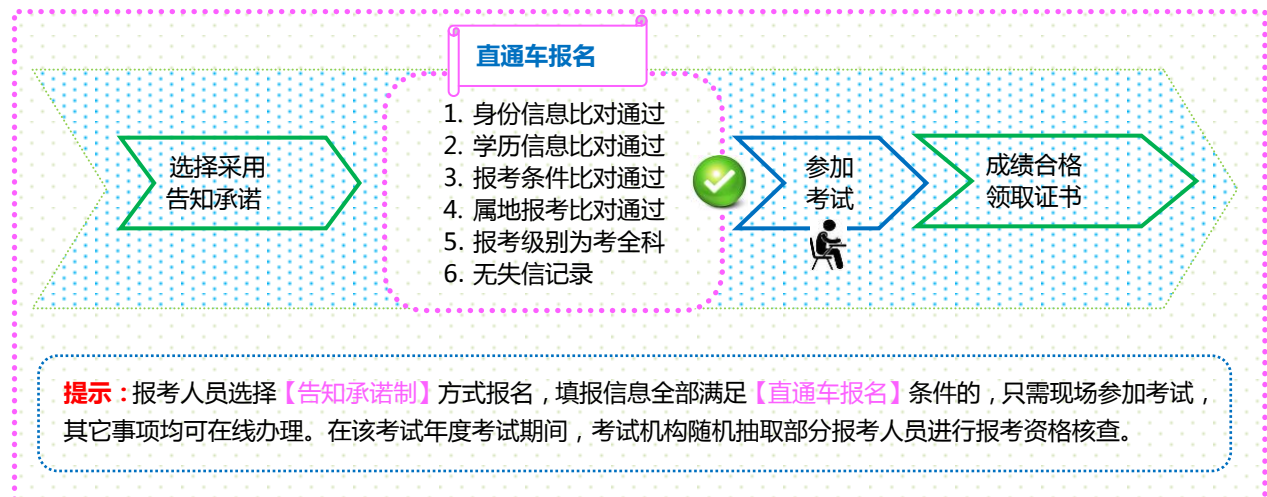 直通车报名
选择采用
告知承诺
1. 身份信息比对通过
2. 学历信息比对通过
3. 报考条件比对通过
4. 属地报考比对通过
5. 报考级别为考全科
6. 无失信记录
参加
考试
成绩合格
领取证书
提示：报考人员选择【告知承诺制】方式报名，填报信息全部满足【直通车报名】条件的，只需现场参加考试，
其它事项均可在线办理。在该考试年度考试期间，考试机构随机抽取部分报考人员进行报考资格核查。